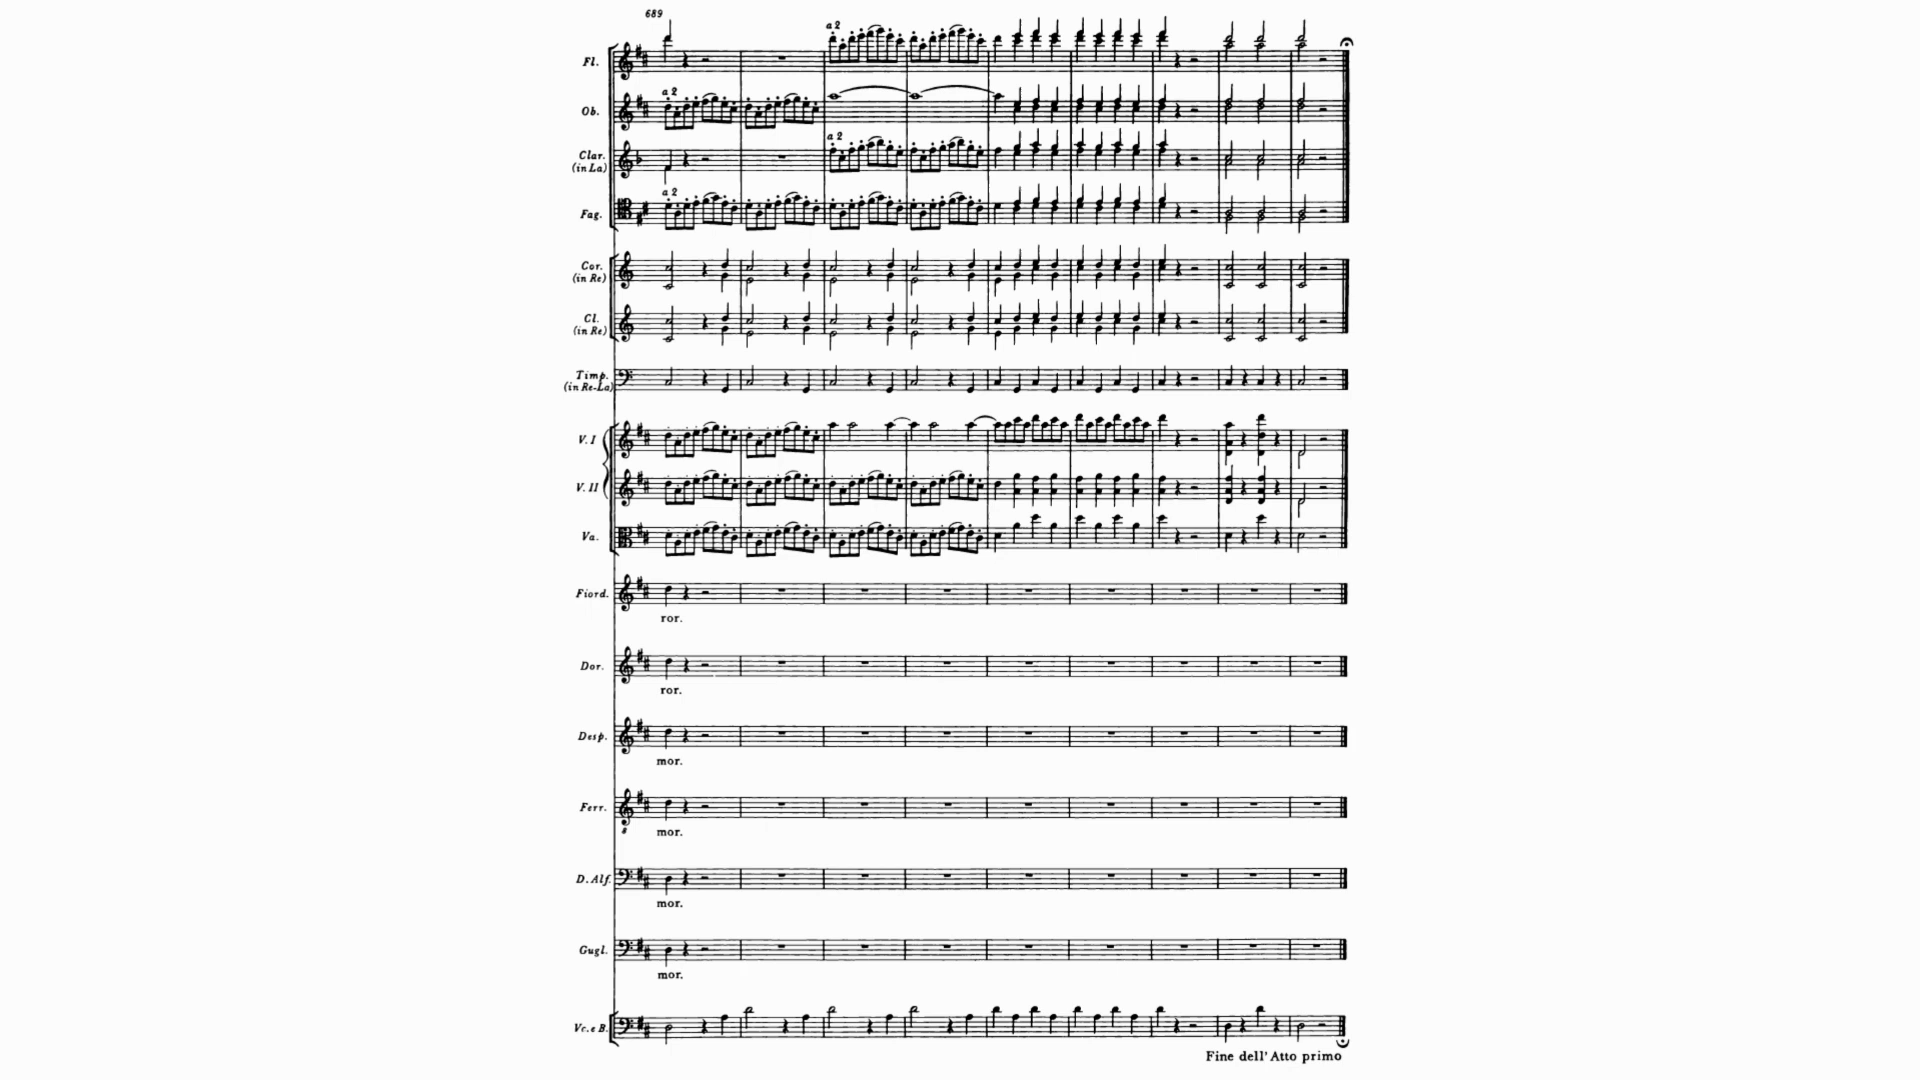 689
Fl.
a 2
Ob.
a 2
Clar.
(in La)
a 2
Fag.
a 2
Cor.
(in Re)
Cl.
(in Re)
Timp.
(in Re-La)
V. I
V. II
Va.
Fiord.
ror.
Dor.
ror.
Desp.
mor.
Ferr.
8
mor.
D. Alf.
mor.
Gugl.
mor.
Vc. e B.
Fine dell' Atto primo